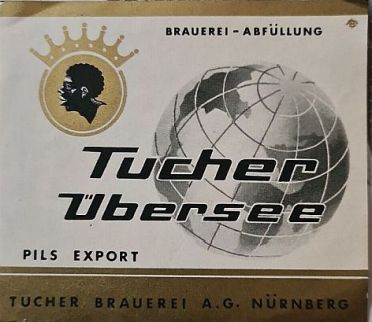 BRAUEREI-ABFÜLLUNG
Tucher
Übersee
PILS EXPORT
TUCHER BRAUEREI A.G. NÜRNBERG